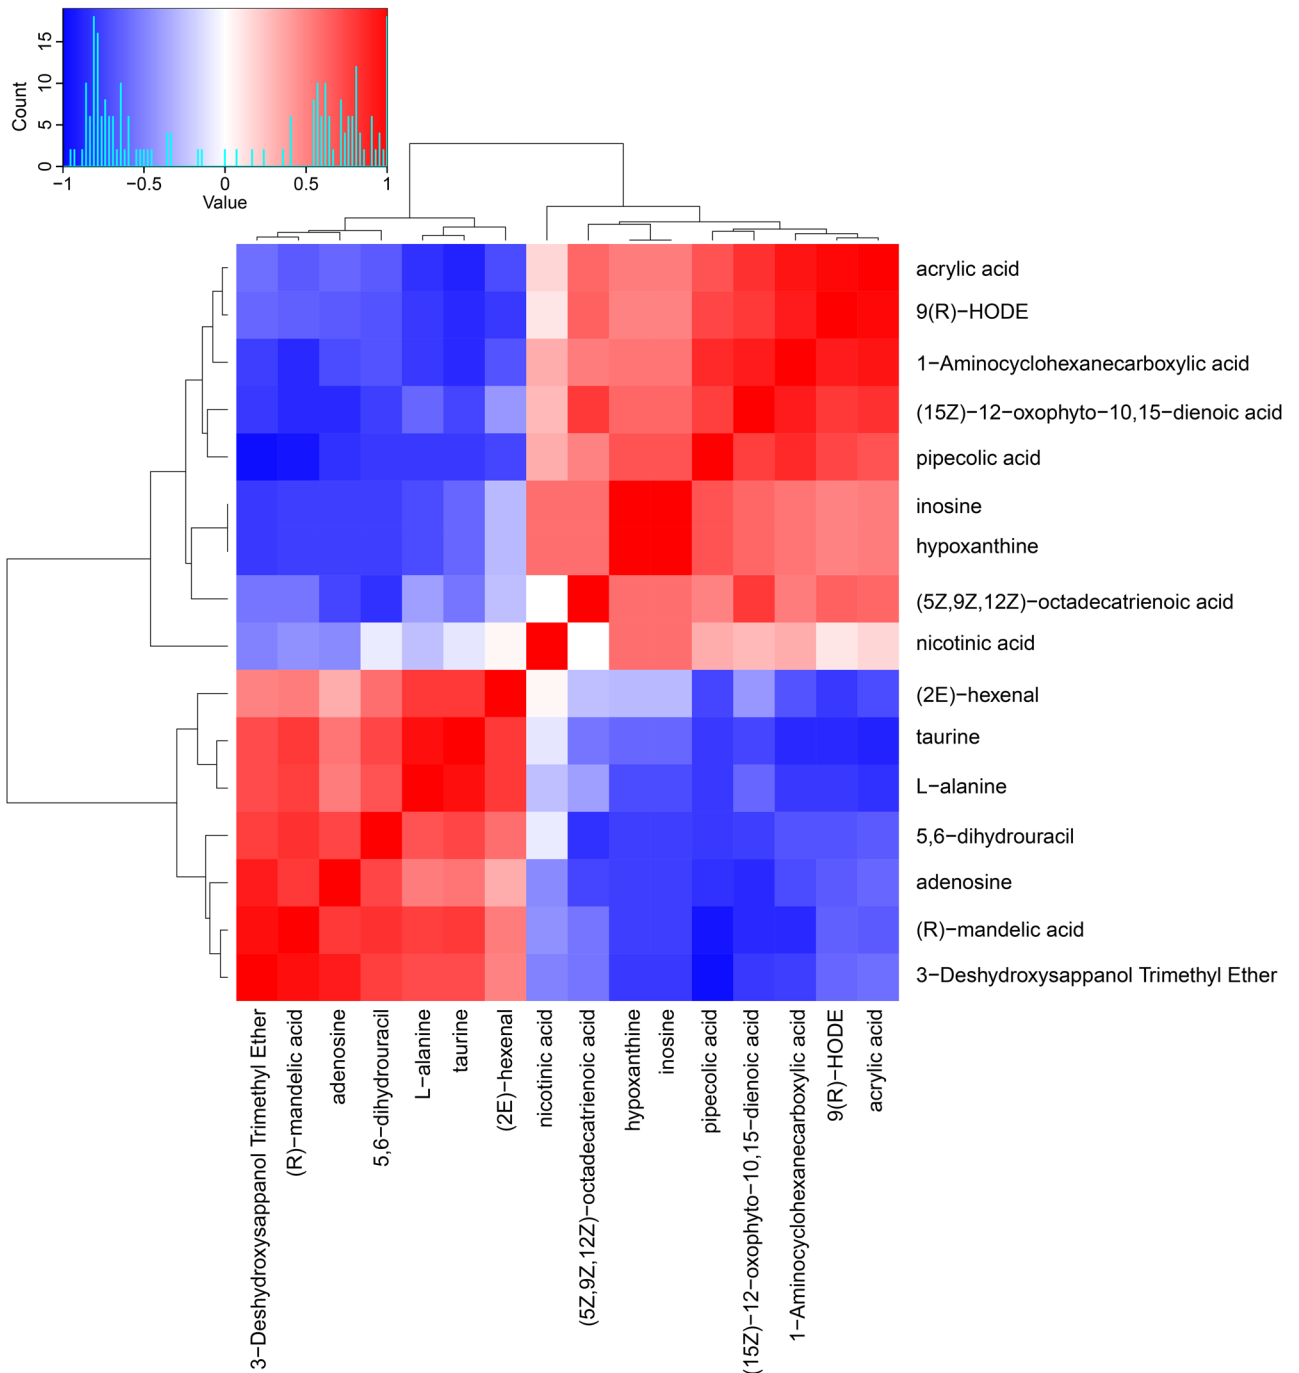 15
10
5
0
Count
−1
−0.5
0
0.5
1
Value
acrylic acid
9(R)−HODE
1−Aminocyclohexanecarboxylic acid
(15Z)−12−oxophyto−10,15−dienoic acid
pipecolic acid
inosine
hypoxanthine
(5Z,9Z,12Z)−octadecatrienoic acid
nicotinic acid
(2E)−hexenal
taurine
L−alanine
5,6−dihydrouracil
adenosine
(R)−mandelic acid
3−Deshydroxysappanol Trimethyl Ether
3−Deshydroxysappanol Trimethyl Ether
(R)−mandelic acid
adenosine
5,6−dihydrouracil
L−alanine
taurine
(2E)−hexenal
nicotinic acid
(5Z,9Z,12Z)−octadecatrienoic acid
hypoxanthine
inosine
pipecolic acid
(15Z)−12−oxophyto−10,15−dienoic acid
1−Aminocyclohexanecarboxylic acid
9(R)−HODE
acrylic acid